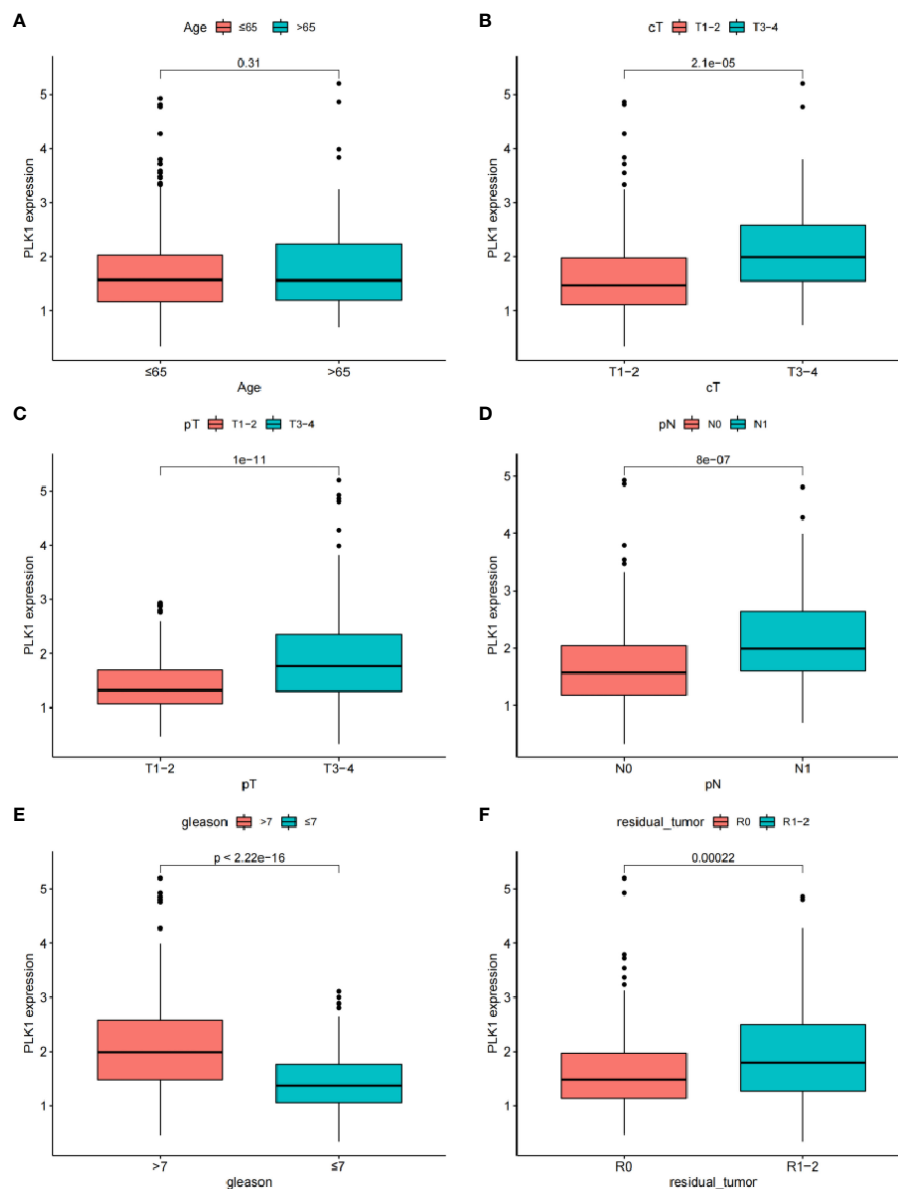 A
Age ≤65 >65
0.31
5
4
3
2
1
PLK1 expression
≤65 >65
Age
B
cT T1-2 T3-4
2.1e-05
5
4
3
2
1
PLK1 expression
T1-2 T3-4
cT
C
pT T1-2 T3-4
1e-11
5
4
3
2
1
PLK1 expression
T1-2 T3-4
pT
D
pN N0 N1
8e-07
5
4
3
2
1
PLK1 expression
N0 N1
pN
E
gleason >7 ≤7
p < 2.22e-16
5
4
3
2
1
PLK1 expression
>7 ≤7
gleason
F
residual_tumor R0 R1-2
0.00022
5
4
3
2
1
PLK1 expression
R0 R1-2
residual_tumor